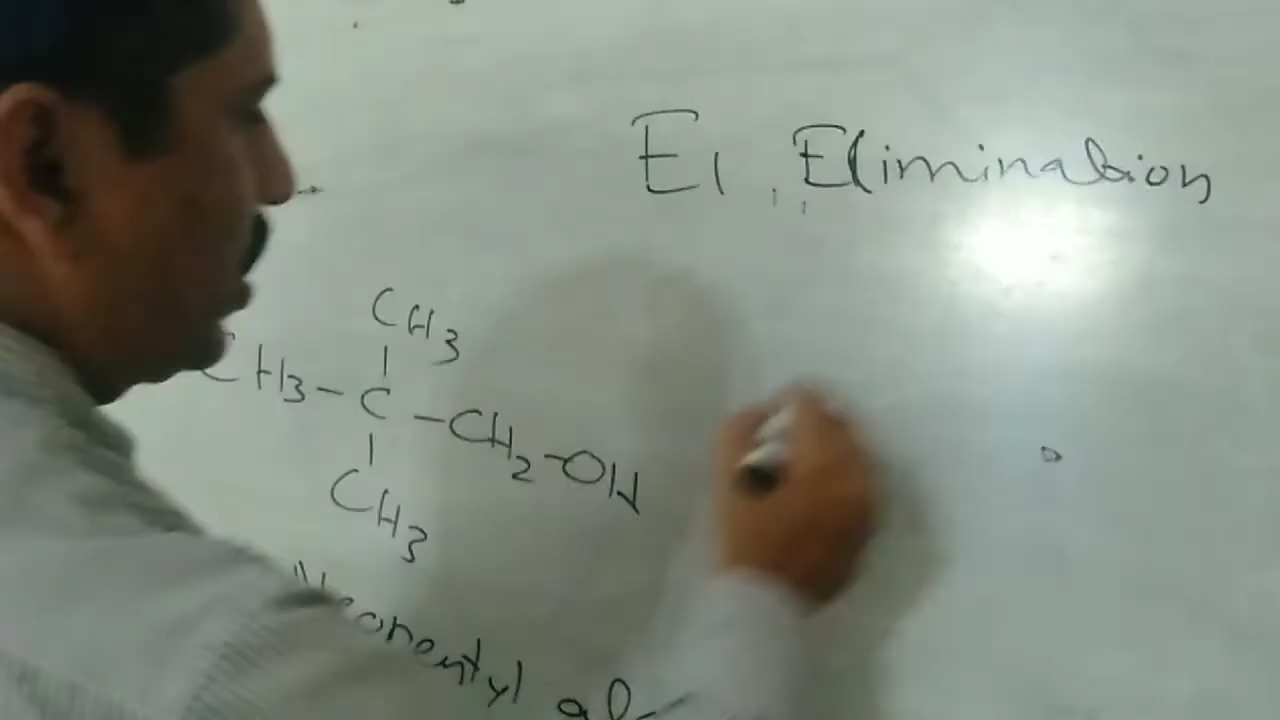 E1, Elimination
CH3
CH3-C-CH2-OH
CH3
Neopentyl al